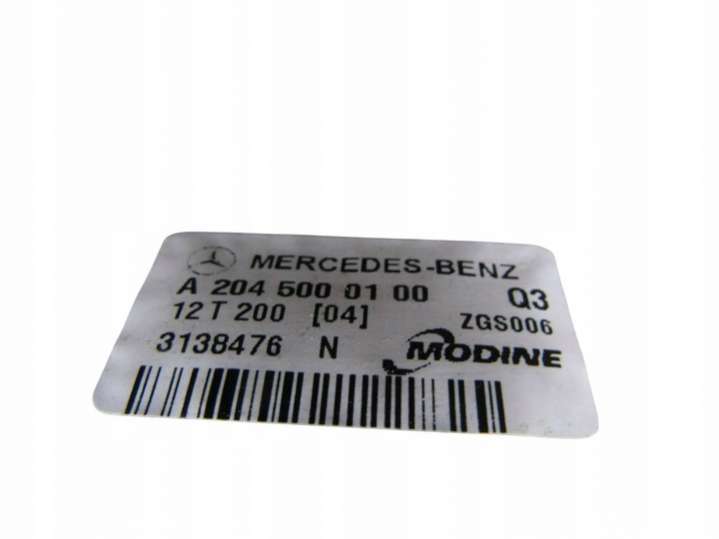 MERCEDES-BENZ
A 204 500 01 00 Q3
12 T 200 [04] ZGS006
3138476 N MODINE